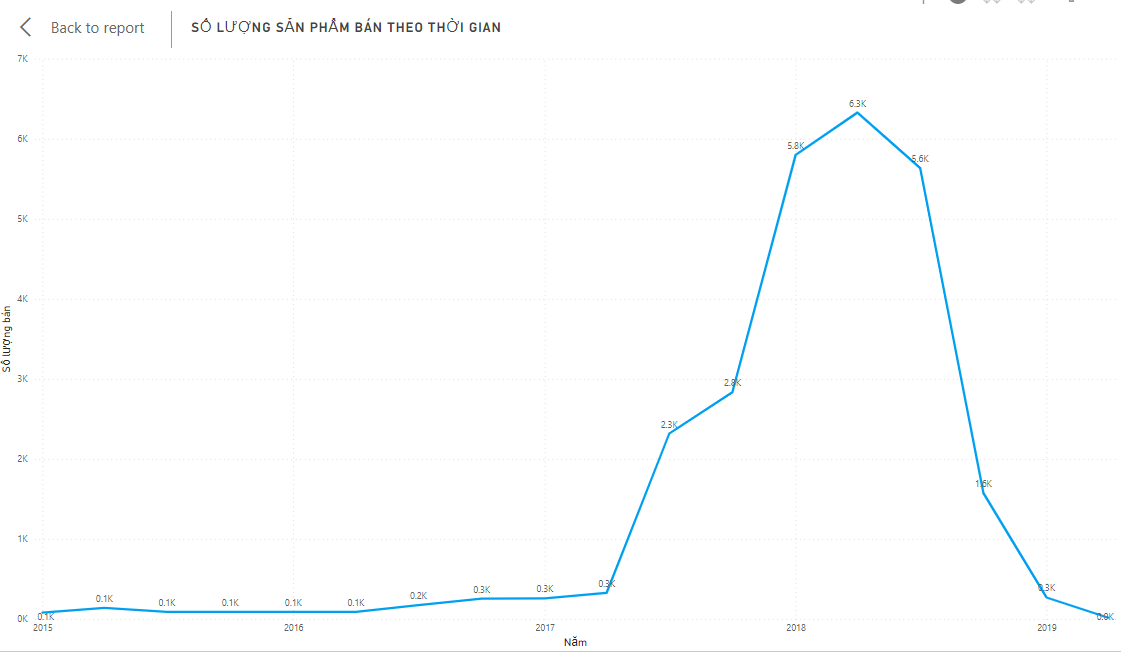 Back to report
SỐ LƯỢNG SẢN PHẨM BÁN THEO THỜI GIAN
7K
6K
5K
4K
3K
2K
1K
0K
Số lượng bán
0.1K
0.1K
0.1K
0.1K
0.1K
0.1K
0.2K
0.3K
0.3K
0.3K
2.3K
2.8K
5.8K
6.3K
5.6K
1.6K
0.3K
0.0K
2015
2016
2017
2018
2019
Năm